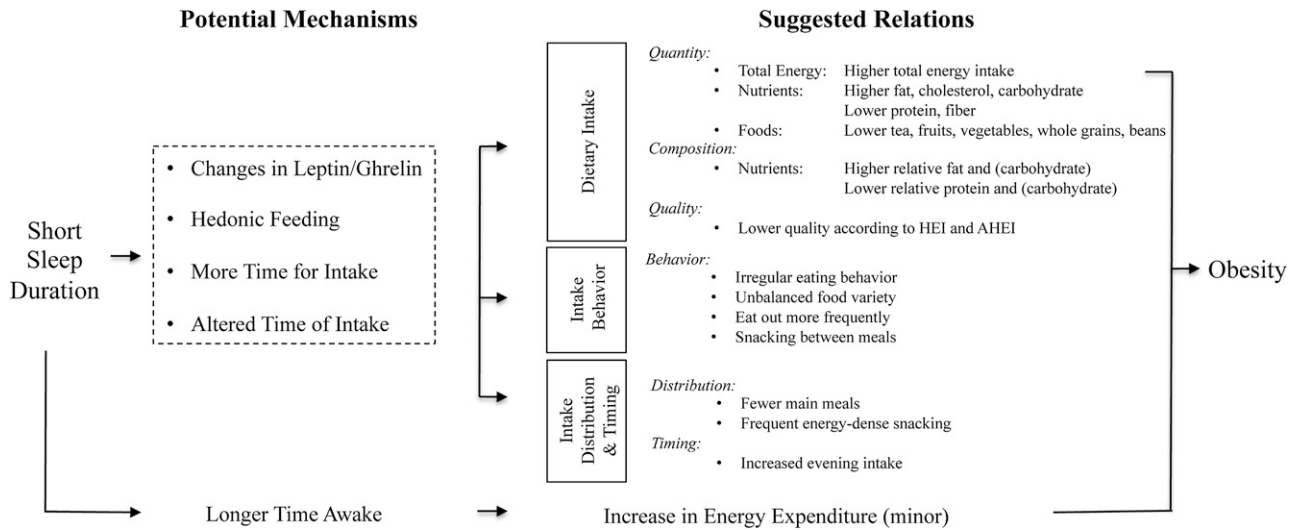 Potential Mechanisms
Suggested Relations
Short
Sleep
Duration
• Changes in Leptin/Ghrelin
• Hedonic Feeding
• More Time for Intake
• Altered Time of Intake
Dietary Intake
Quantity:
• Total Energy: Higher total energy intake
• Nutrients: Higher fat, cholesterol, carbohydrate
Lower protein, fiber
• Foods: Lower tea, fruits, vegetables, whole grains, beans
Composition:
• Nutrients: Higher relative fat and (carbohydrate)
Lower relative protein and (carbohydrate)
Quality:
• Lower quality according to HEI and AHEI
Intake
Behavior
Behavior:
• Irregular eating behavior
• Unbalanced food variety
• Eat out more frequently
• Snacking between meals
Intake
Distribution
& Timing
Distribution:
• Fewer main meals
• Frequent energy-dense snacking
Timing:
• Increased evening intake
Obesity
Longer Time Awake
Increase in Energy Expenditure (minor)